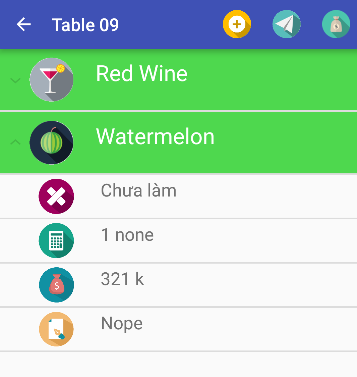 Table 09
Red Wine
Watermelon
Chưa làm
1 none
321 k
Nope